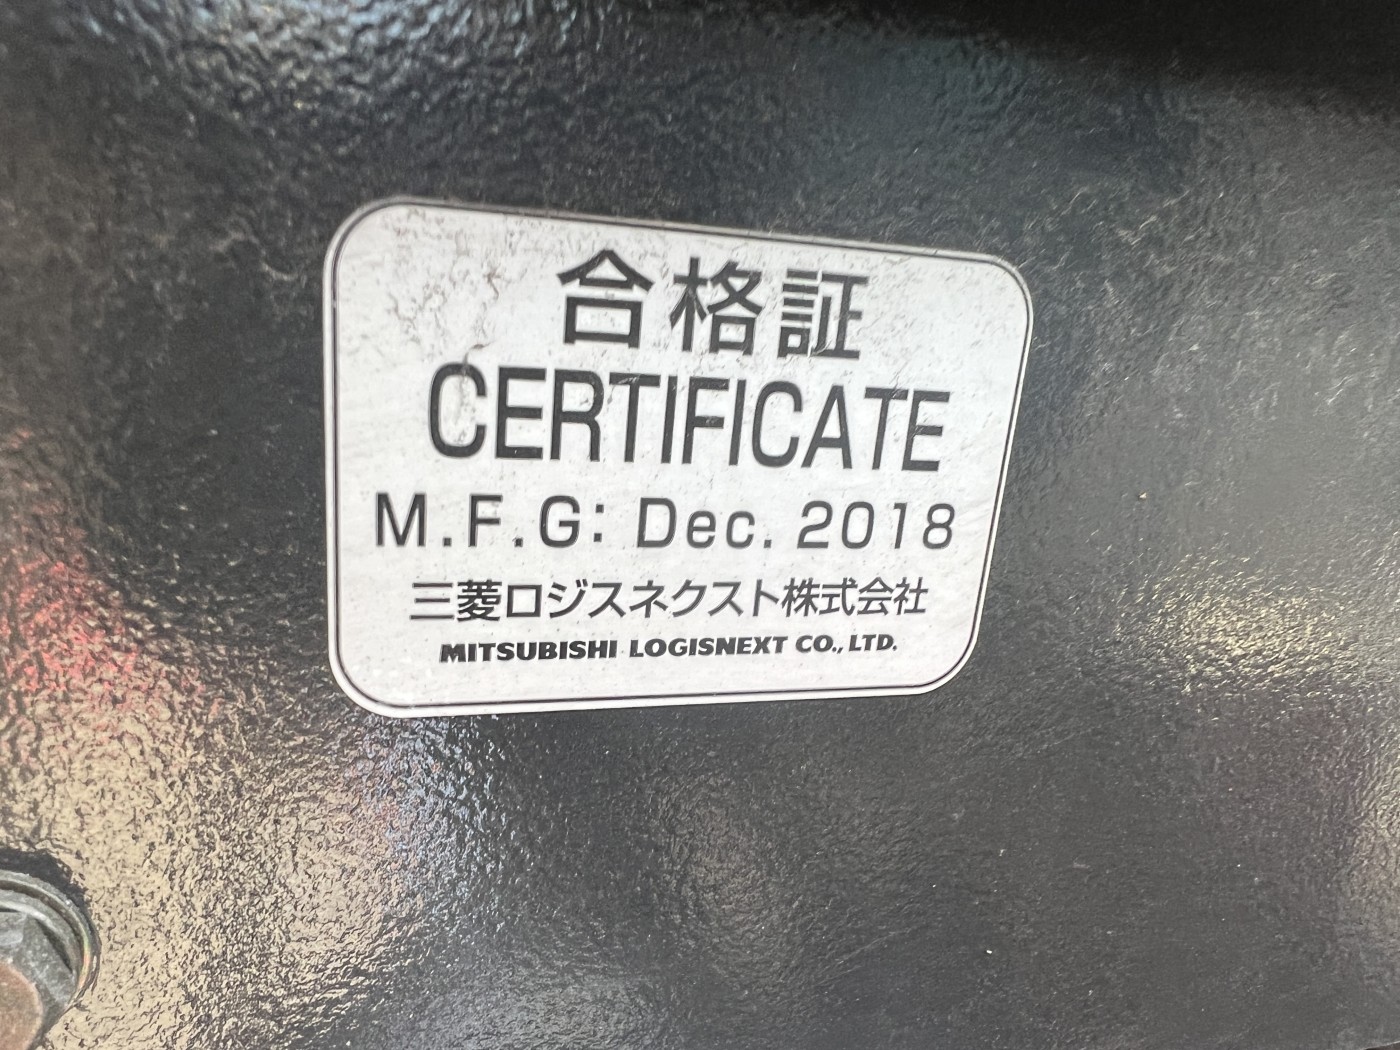 合格証
CERTIFICATE
M.F.G: Dec. 2018
三菱ロジスネクスト株式会社
MITSUBISHI LOGISNEXT CO., LTD.